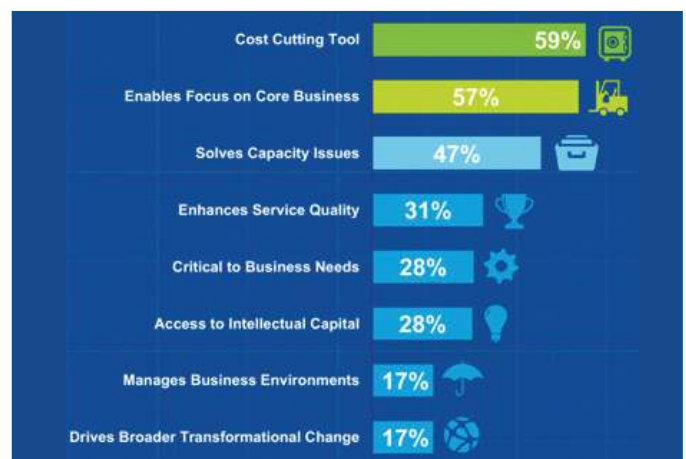 Cost Cutting Tool 59%
Enables Focus on Core Business 57%
Solves Capacity Issues 47%
Enhances Service Quality 31%
Critical to Business Needs 28%
Access to Intellectual Capital 28%
Manages Business Environments 17%
Drives Broader Transformational Change 17%